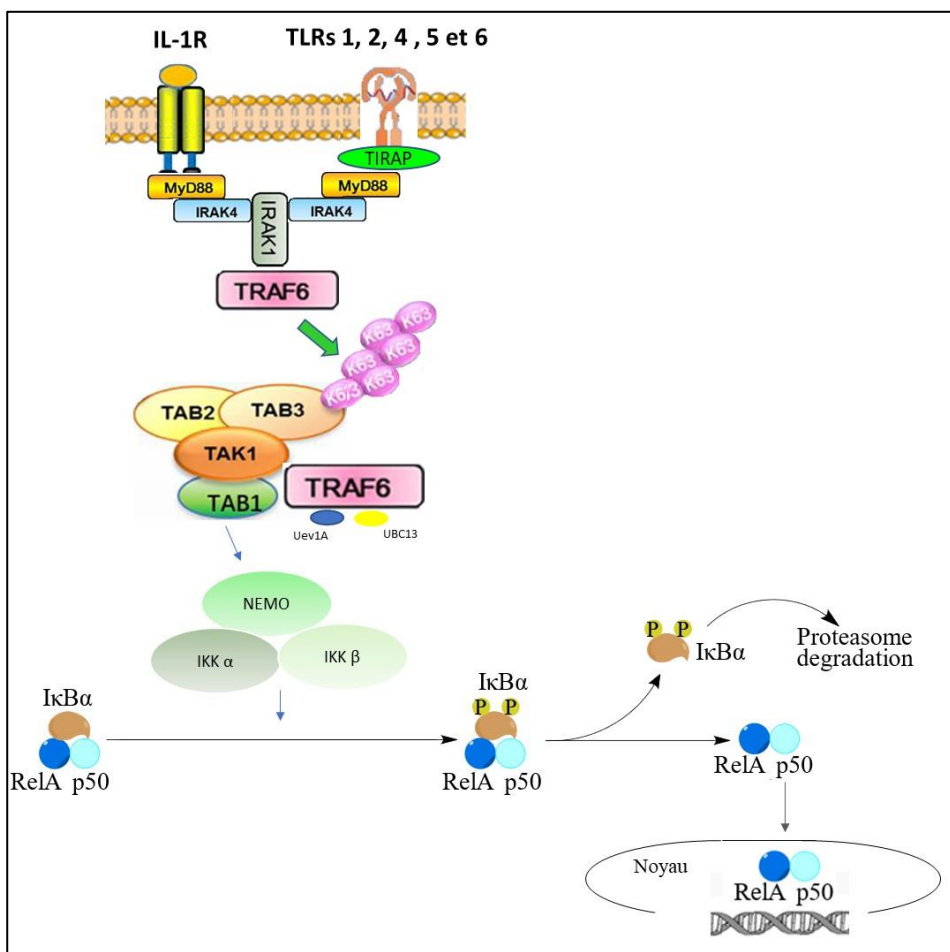 IL-1R
TLRs 1, 2, 4 , 5 et 6
TIRAP
MyD88
MyD88
IRAK4
IRAK1
IRAK4
TRAF6
K63
K63
K63
K63
K63
K63
TAB2
TAB3
TAK1
TAB1
TRAF6
Uev1A
UBC13
NEMO
IKK α
IKK β
IκBα
RelA p50
IκBα
P P
RelA p50
P P
IκBα
Proteasome
degradation
RelA p50
Noyau
RelA p50